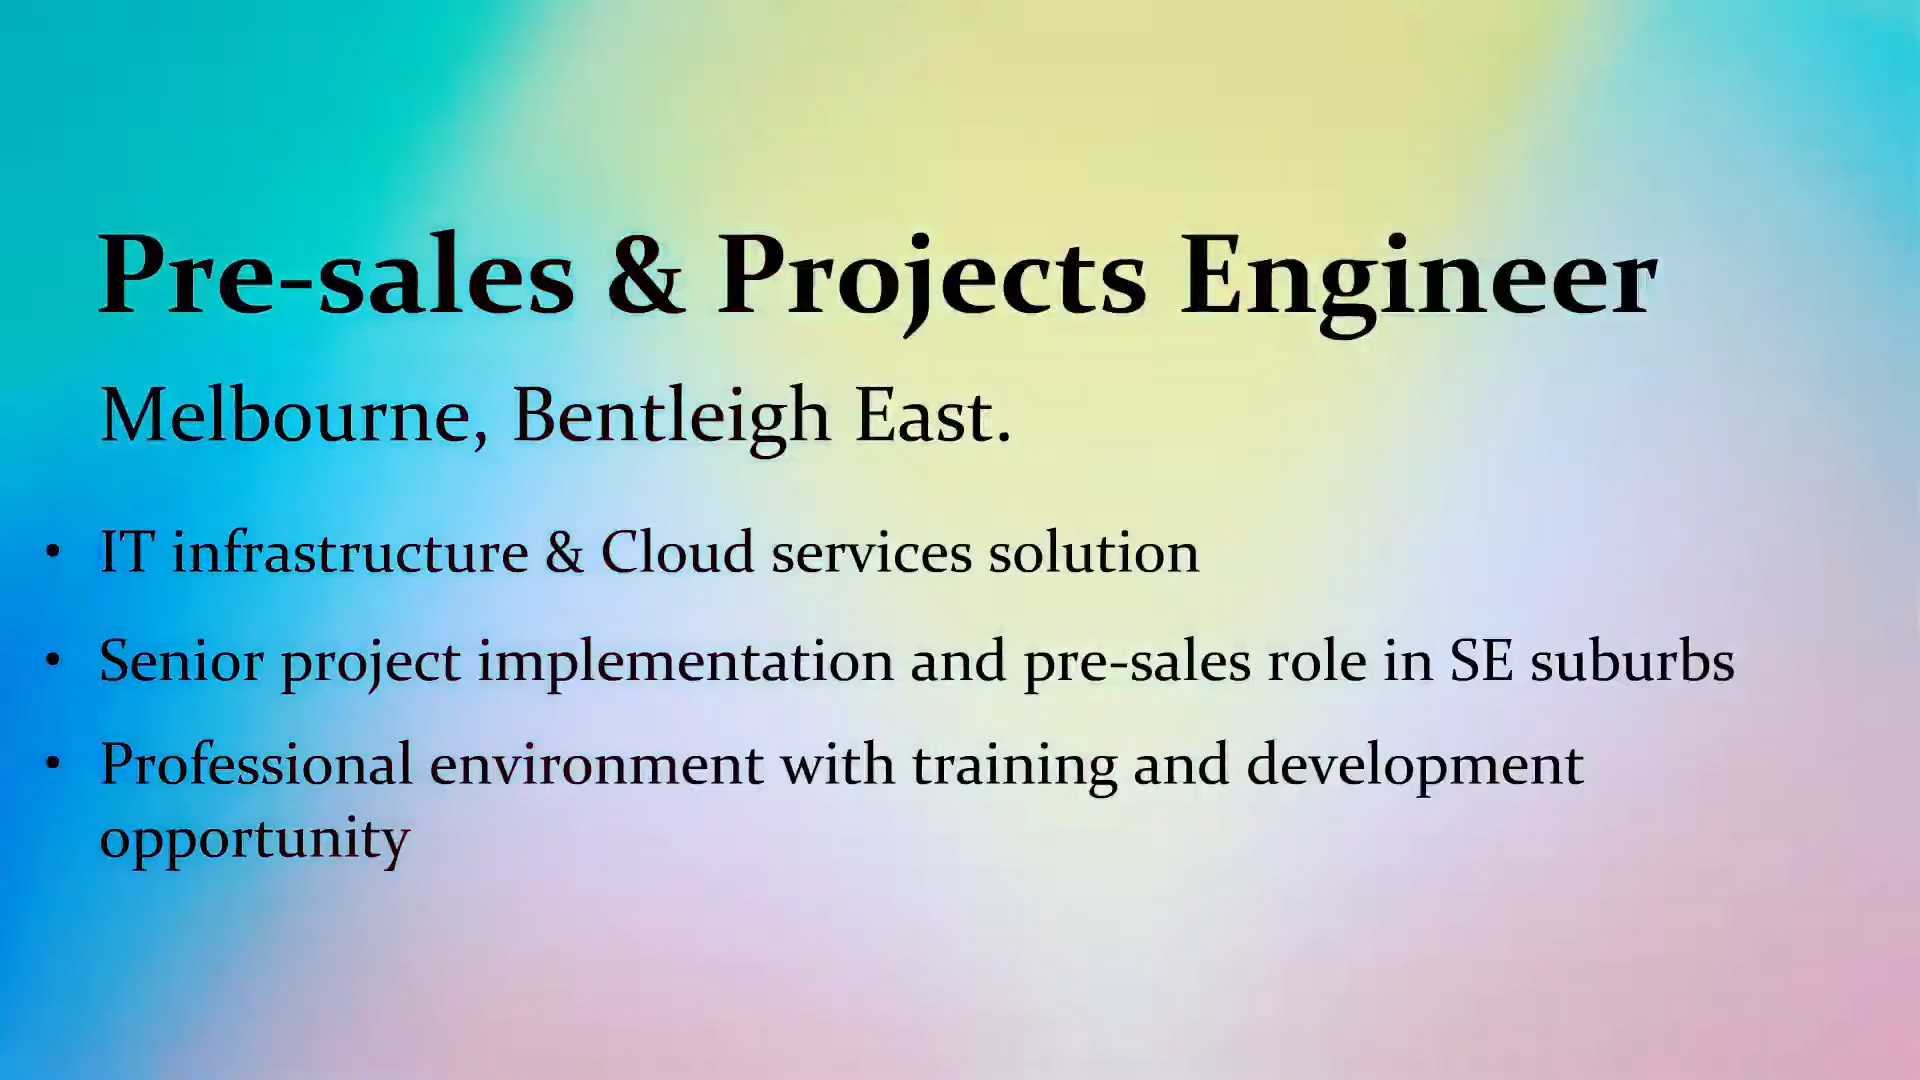 Pre-sales & Projects Engineer
Melbourne, Bentleigh East.
• IT infrastructure & Cloud services solution
• Senior project implementation and pre-sales role in SE suburbs
• Professional environment with training and development
opportunity